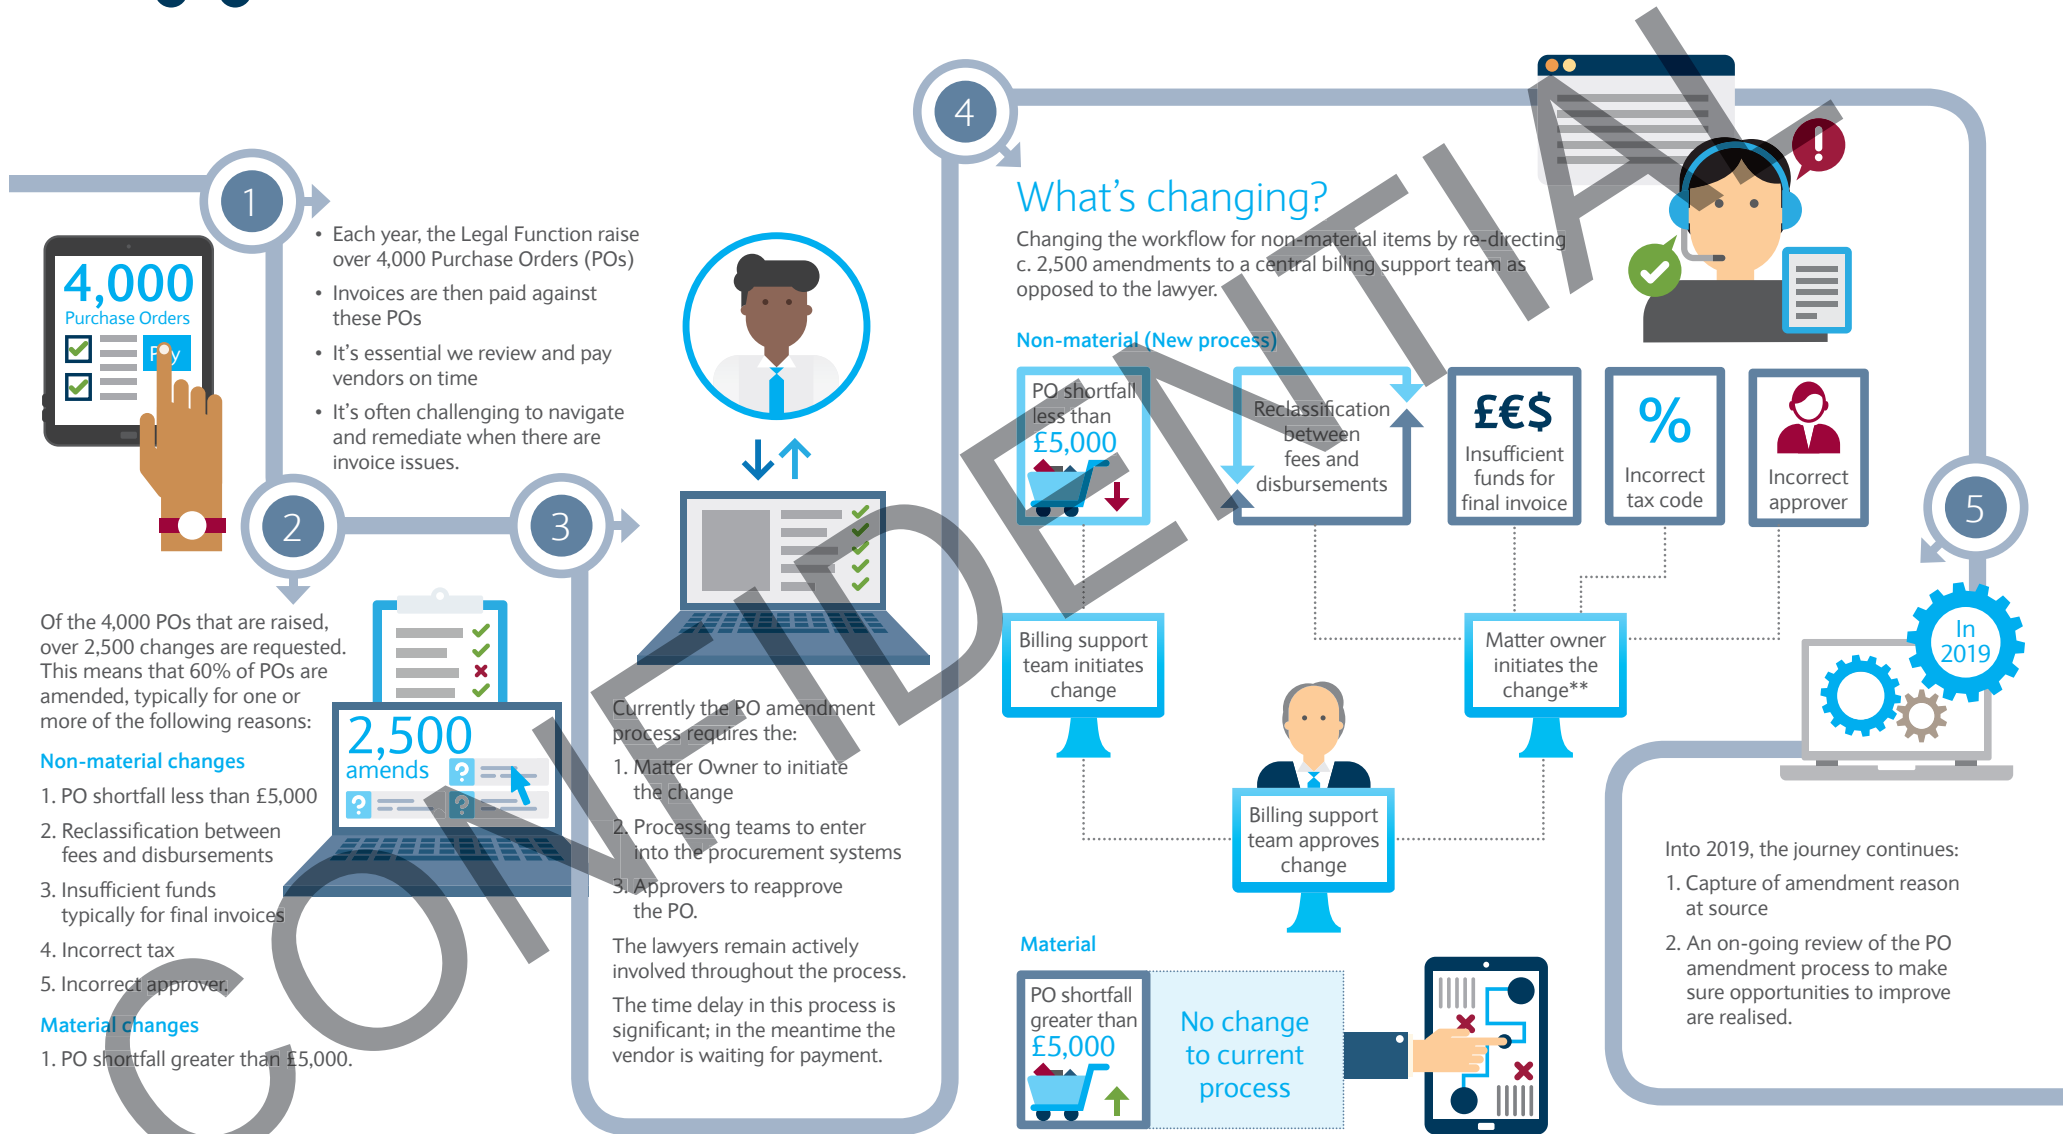 1
4,000
Purchase Orders
Pay
• Each year, the Legal Function raise
over 4,000 Purchase Orders (POs)
• Invoices are then paid against
these POs
• It's essential we review and pay
vendors on time
• It's often challenging to navigate
and remediate when there are
invoice issues.
2
Of the 4,000 POs that are raised,
over 2,500 changes are requested.
This means that 60% of POs are
amended, typically for one or
more of the following reasons:
Non-material changes
1. PO shortfall less than £5,000
2. Reclassification between
fees and disbursements
3. Insufficient funds
typically for final invoices
4. Incorrect tax
5. Incorrect approver.
Material changes
1. PO shortfall greater than £5,000.
2,500
amends
?
?
?
3
Currently the PO amendment
process requires the:
1. Matter Owner to initiate
the change
2. Processing teams to enter
into the procurement systems
3. Approvers to reapprove
the PO.
The lawyers remain actively
involved throughout the process.
The time delay in this process is
significant; in the meantime the
vendor is waiting for payment.
4
What's changing?
Changing the workflow for non-material items by re-directing
c. 2,500 amendments to a central billing support team as
opposed to the lawyer.
!
Non-material (New process)
PO shortfall
less than
£5,000
Reclassification
between
fees and
disbursements
£€$
Insufficient
funds for
final invoice
%
Incorrect
tax code
Incorrect
approver
Billing support
team initiates
change
Matter owner
initiates the
change**
Billing support
team approves
change
Material
PO shortfall
greater than
£5,000
No change
to current
process
5
In
2019
Into 2019, the journey continues:
1. Capture of amendment reason
at source
2. An on-going review of the PO
amendment process to make
sure opportunities to improve
are realised.
CONFIDENTIAL